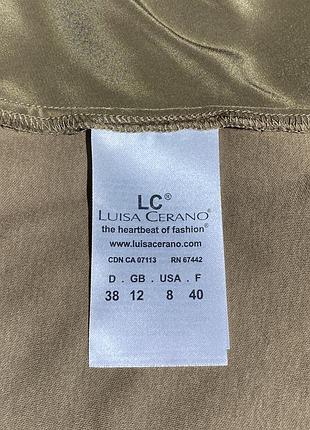 LC®
LUISA CERANO®
the heartbeat of fashion®
www.luisacerano.com
CDN CA 07113 RN 67442
D . GB . USA . F
38 12 8 40